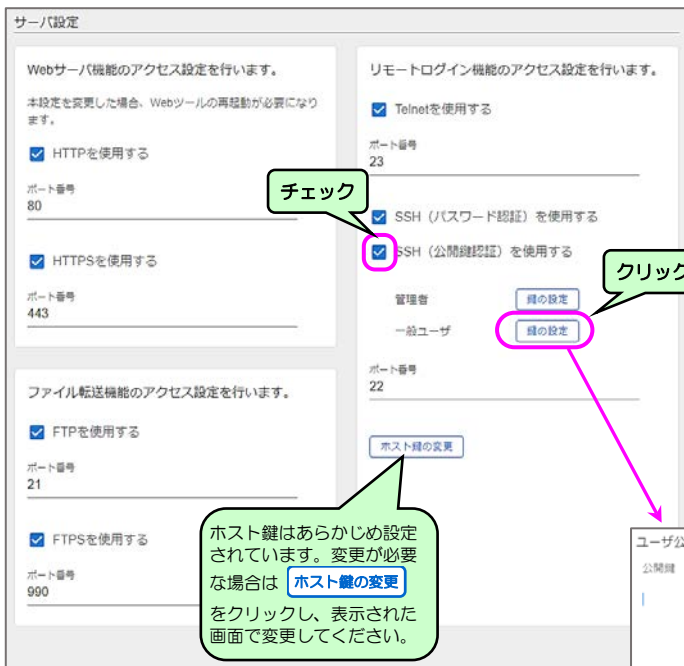 サーバ設定
Webサーバ機能のアクセス設定を行います。
本設定を変更した場合、Webツールの再起動が必要になり
ます。
HTTPを使用する
ポート番号
80
HTTPSを使用する
ポート番号
443
ファイル転送機能のアクセス設定を行います。
FTPを使用する
ポート番号
21
FTPSを使用する
ポート番号
990
リモートログイン機能のアクセス設定を行います。
Telnetを使用する
ポート番号
23
チェック
SSH（パスワード認証）を使用する
SSH（公開鍵認証）を使用する
クリック
管理者
鍵の設定
一般ユーザ
鍵の設定
ポート番号
22
ホスト鍵の変更
ホスト鍵はあらかじめ設定
されています。変更が必要
な場合は ホスト鍵の変更
をクリックし、表示された
画面で変更してください。
ユーザ公
公開鍵